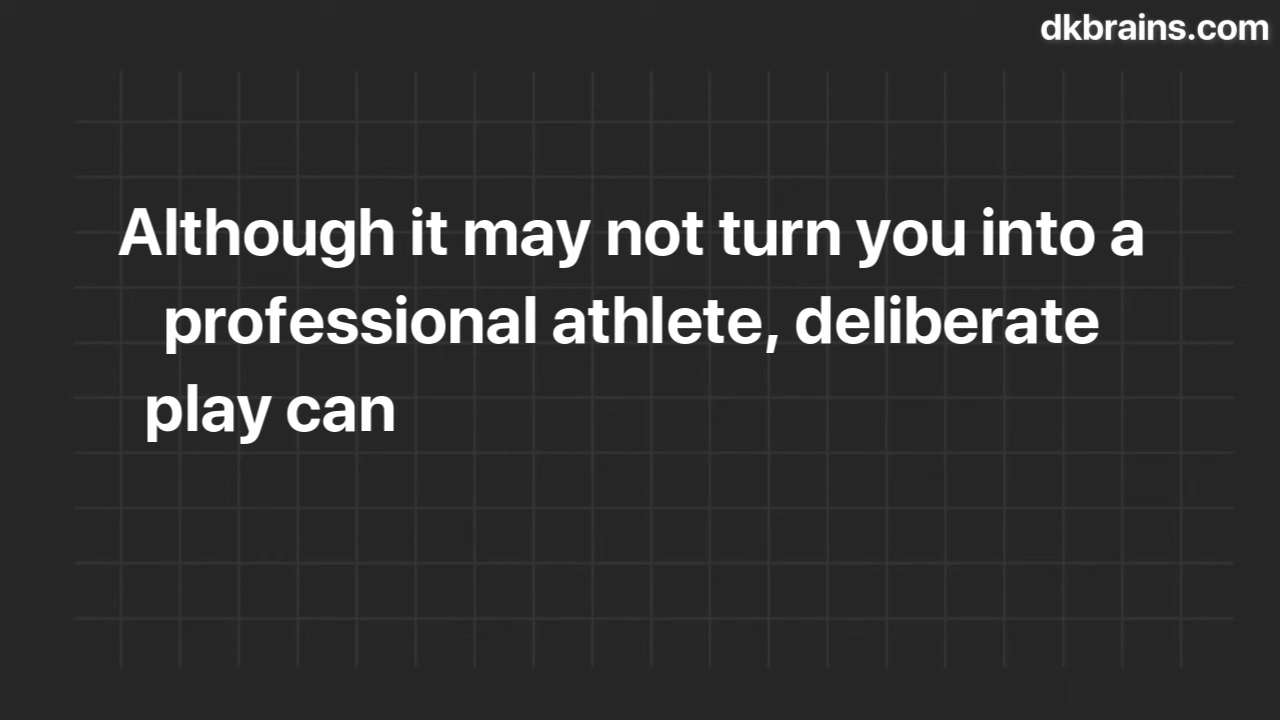 dkbrains.com
Although it may not turn you into a
professional athlete, deliberate
play can